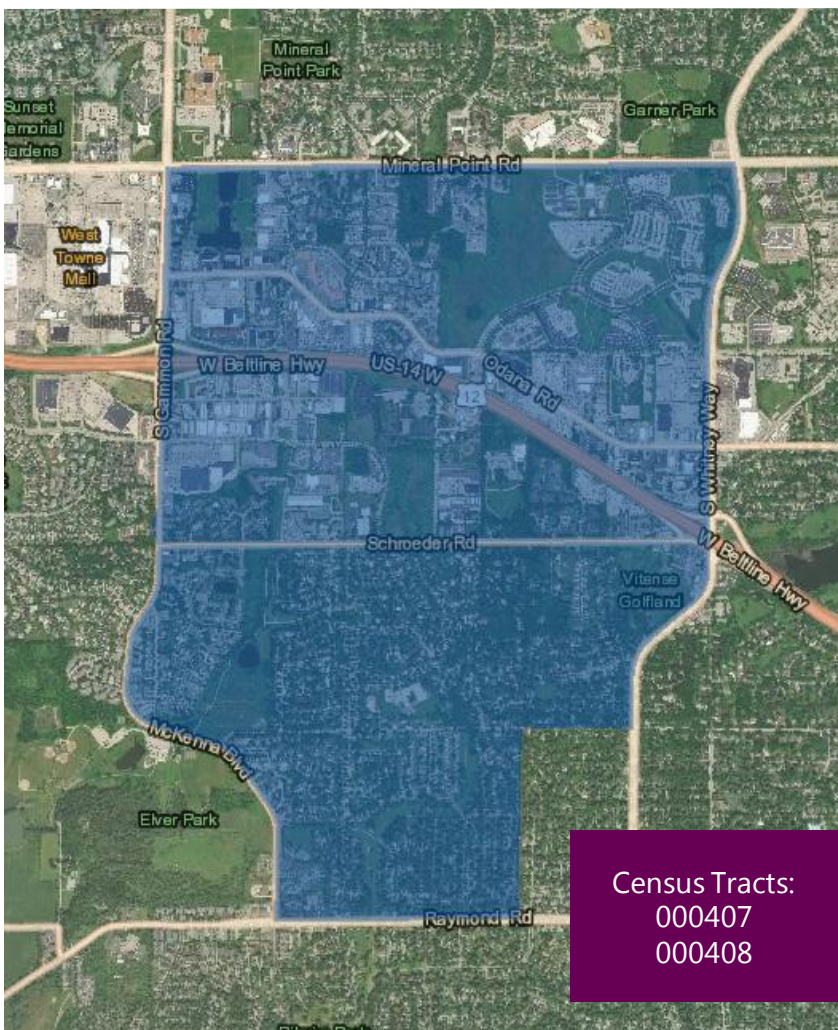 Mineral
Point Park
Sunset
Memorial
Gardens
Garner Park
Mineral Point Rd
West
Towne
Mall
S Gammon Rd
W Beltline Hwy
US-14 W
12
Odana Rd
S Whitney Way
W Beltline Hwy
Schroeder Rd
Vitense
Golfland
McKenna Blvd
Elver Park
Raymond Rd
Census Tracts:
000407
000408